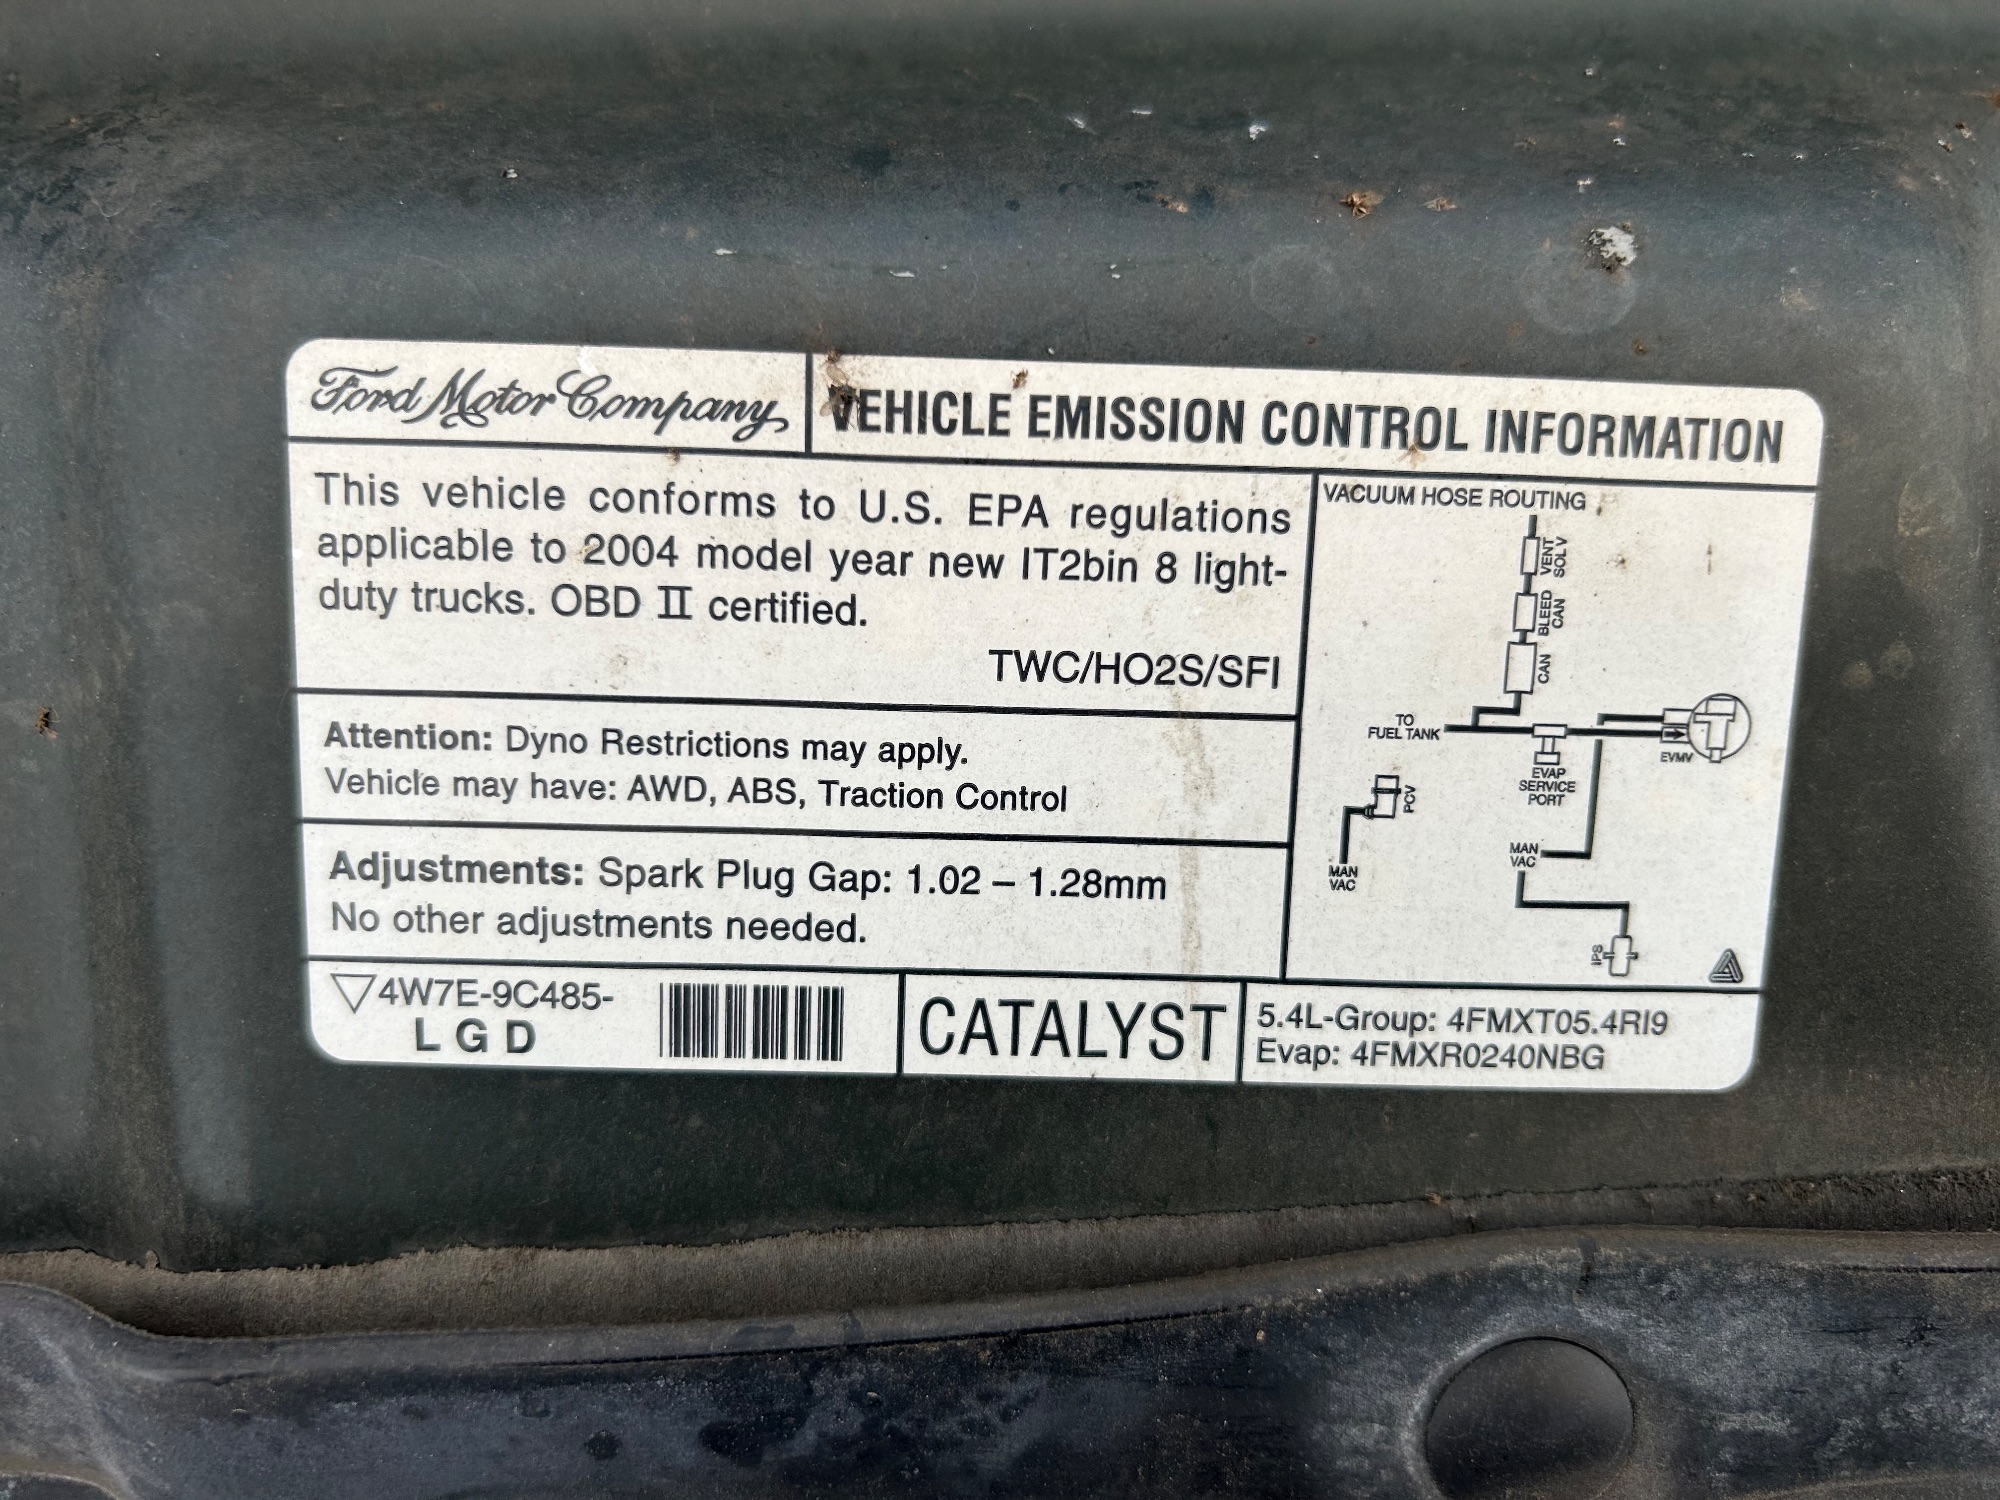 Ford Motor Company
VEHICLE EMISSION CONTROL INFORMATION
This vehicle conforms to U.S. EPA regulations
applicable to 2004 model year new IT2bin 8 light-
duty trucks. OBD II certified.
TWC/HO2S/SFI
Attention: Dyno Restrictions may apply.
Vehicle may have: AWD, ABS, Traction Control
Adjustments: Spark Plug Gap: 1.02 – 1.28mm
No other adjustments needed.
VACUUM HOSE ROUTING
VENT
SOL V
BLEED
CAN
CAN
TO
FUEL TANK
EVMV
EVAP
SERVICE
PORT
PCV
MAN
VAC
MAN
VAC
IPS
4W7E-9C485-
L G D
CATALYST
5.4L-Group: 4FMXT05.4RI9
Evap: 4FMXR0240NBG